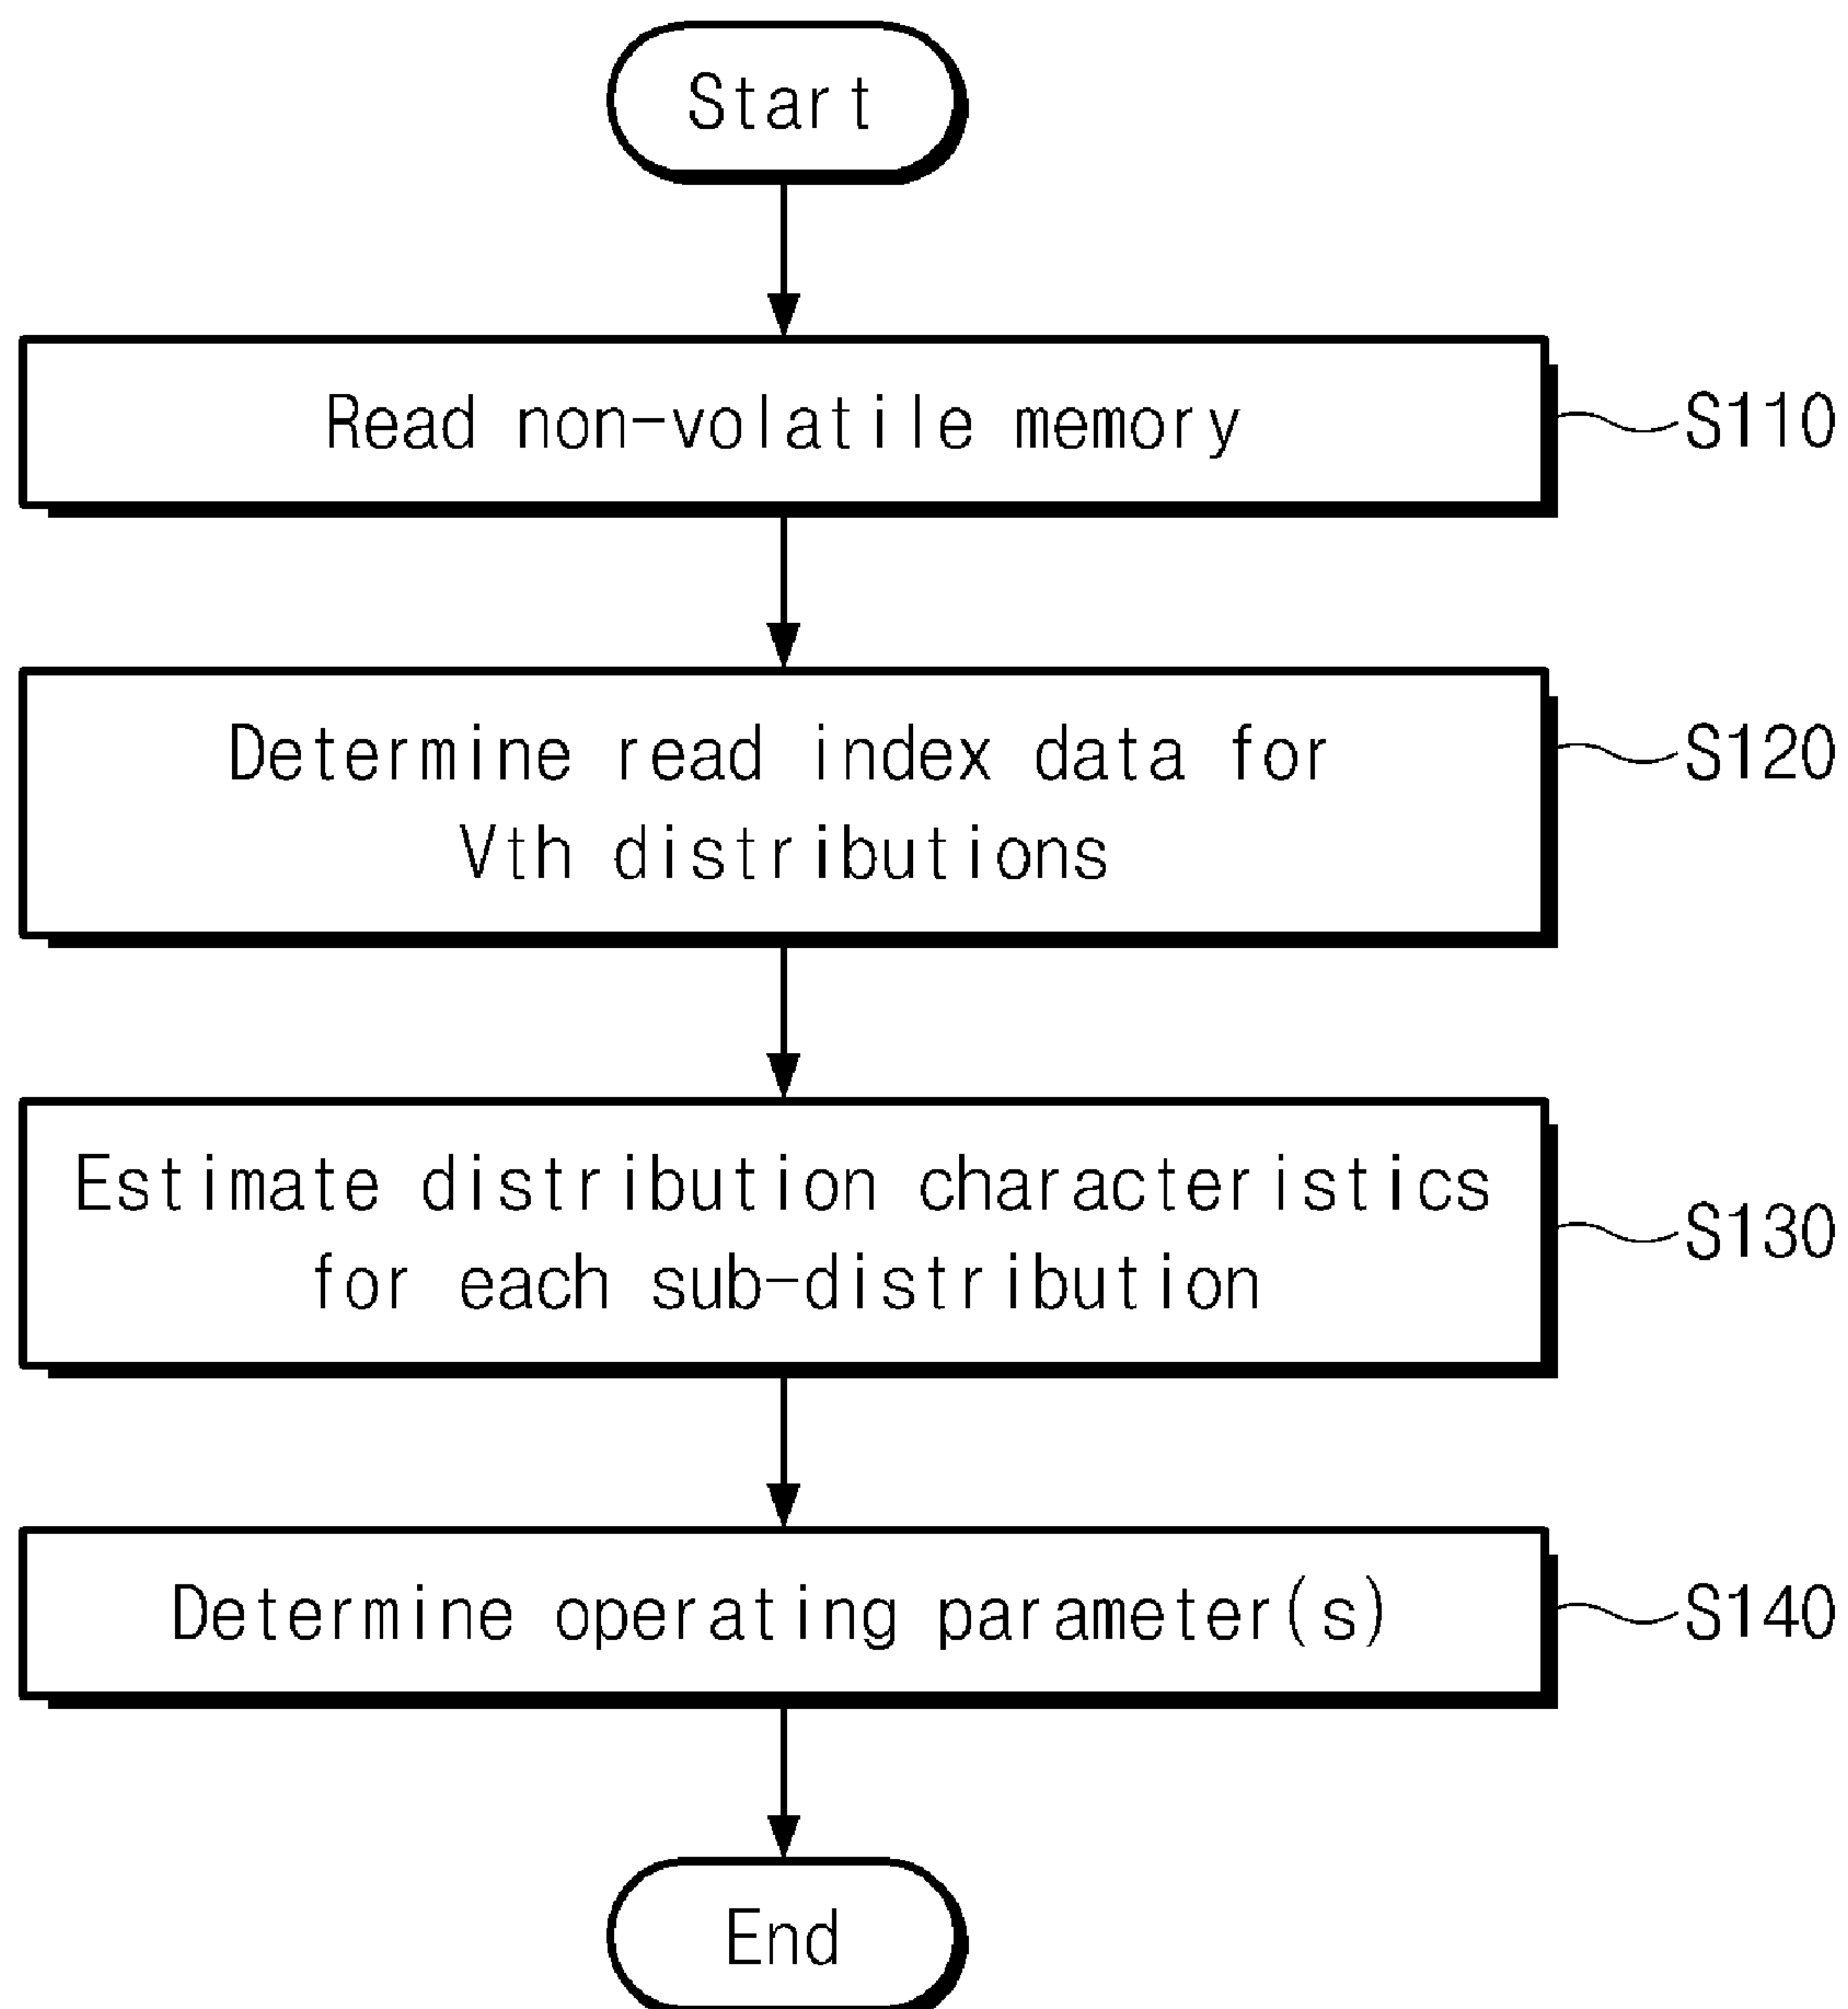 Start
Read non-volatile memory
S110
Determine read index data for
Vth distributions
S120
Estimate distribution characteristics
for each sub-distribution
S130
Determine operating parameter(s)
S140
End